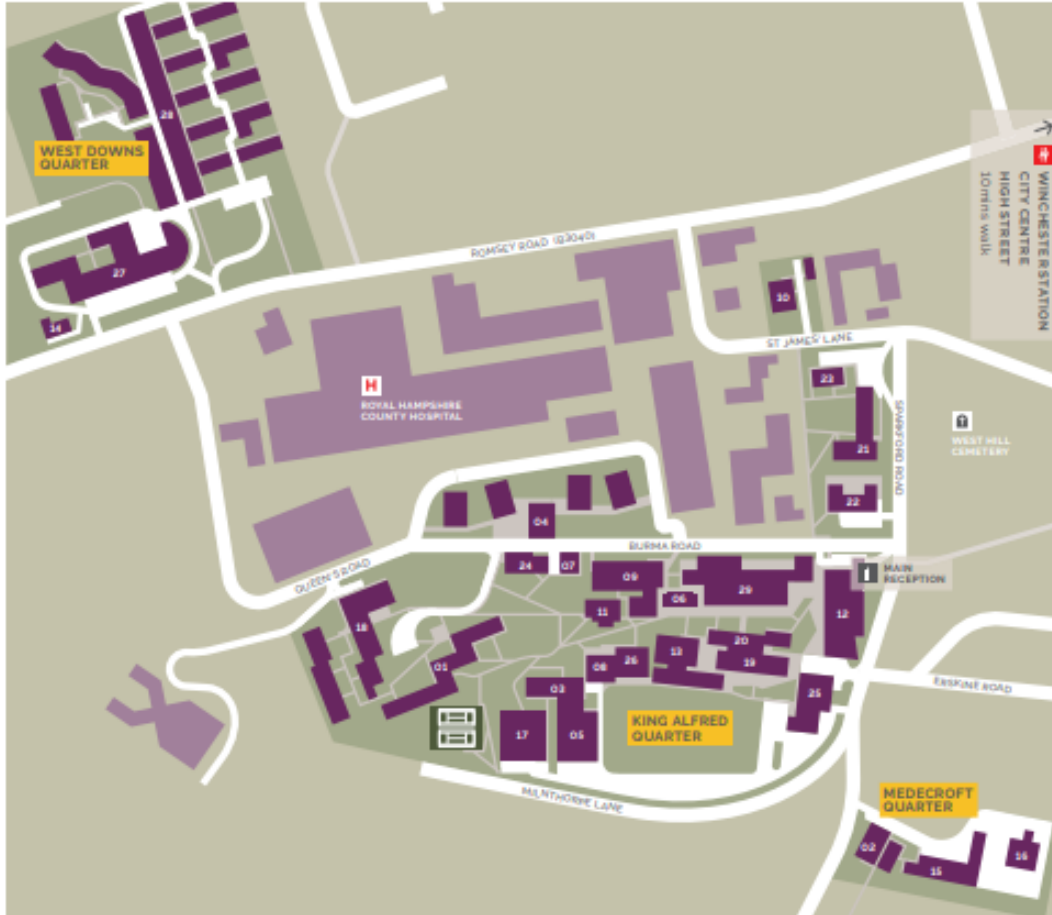 28
WEST DOWNS
QUARTER
27
14
ROMSEY ROAD (B3040)
WINCHESTER STATION
CITY CENTRE
HIGH STREET
10mins walk
10
ST JAMES' LANE
23
H
ROYAL HAMPSHIRE
COUNTY HOSPITAL
SPARKFORD ROAD
WEST HILL
CEMETERY
21
22
04
BURMA ROAD
QUEEN'S ROAD
24
07
09
29
MAIN
RECEPTION
06
11
12
18
01
20
13
19
26
08
03
25
ERSKINE ROAD
17
05
KING ALFRED
QUARTER
MILNTHORPE LANE
MEDECROFT
QUARTER
02
15
16